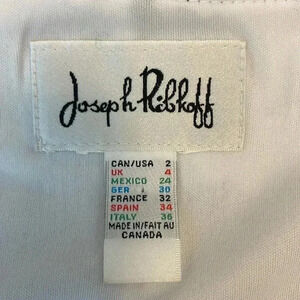 Joseph Ribkoff
CAN/USA 2
UK 4
MEXICO 24
GER 30
FRANCE 32
SPAIN 34
ITALY 36
MADE IN/FAIT AU
CANADA